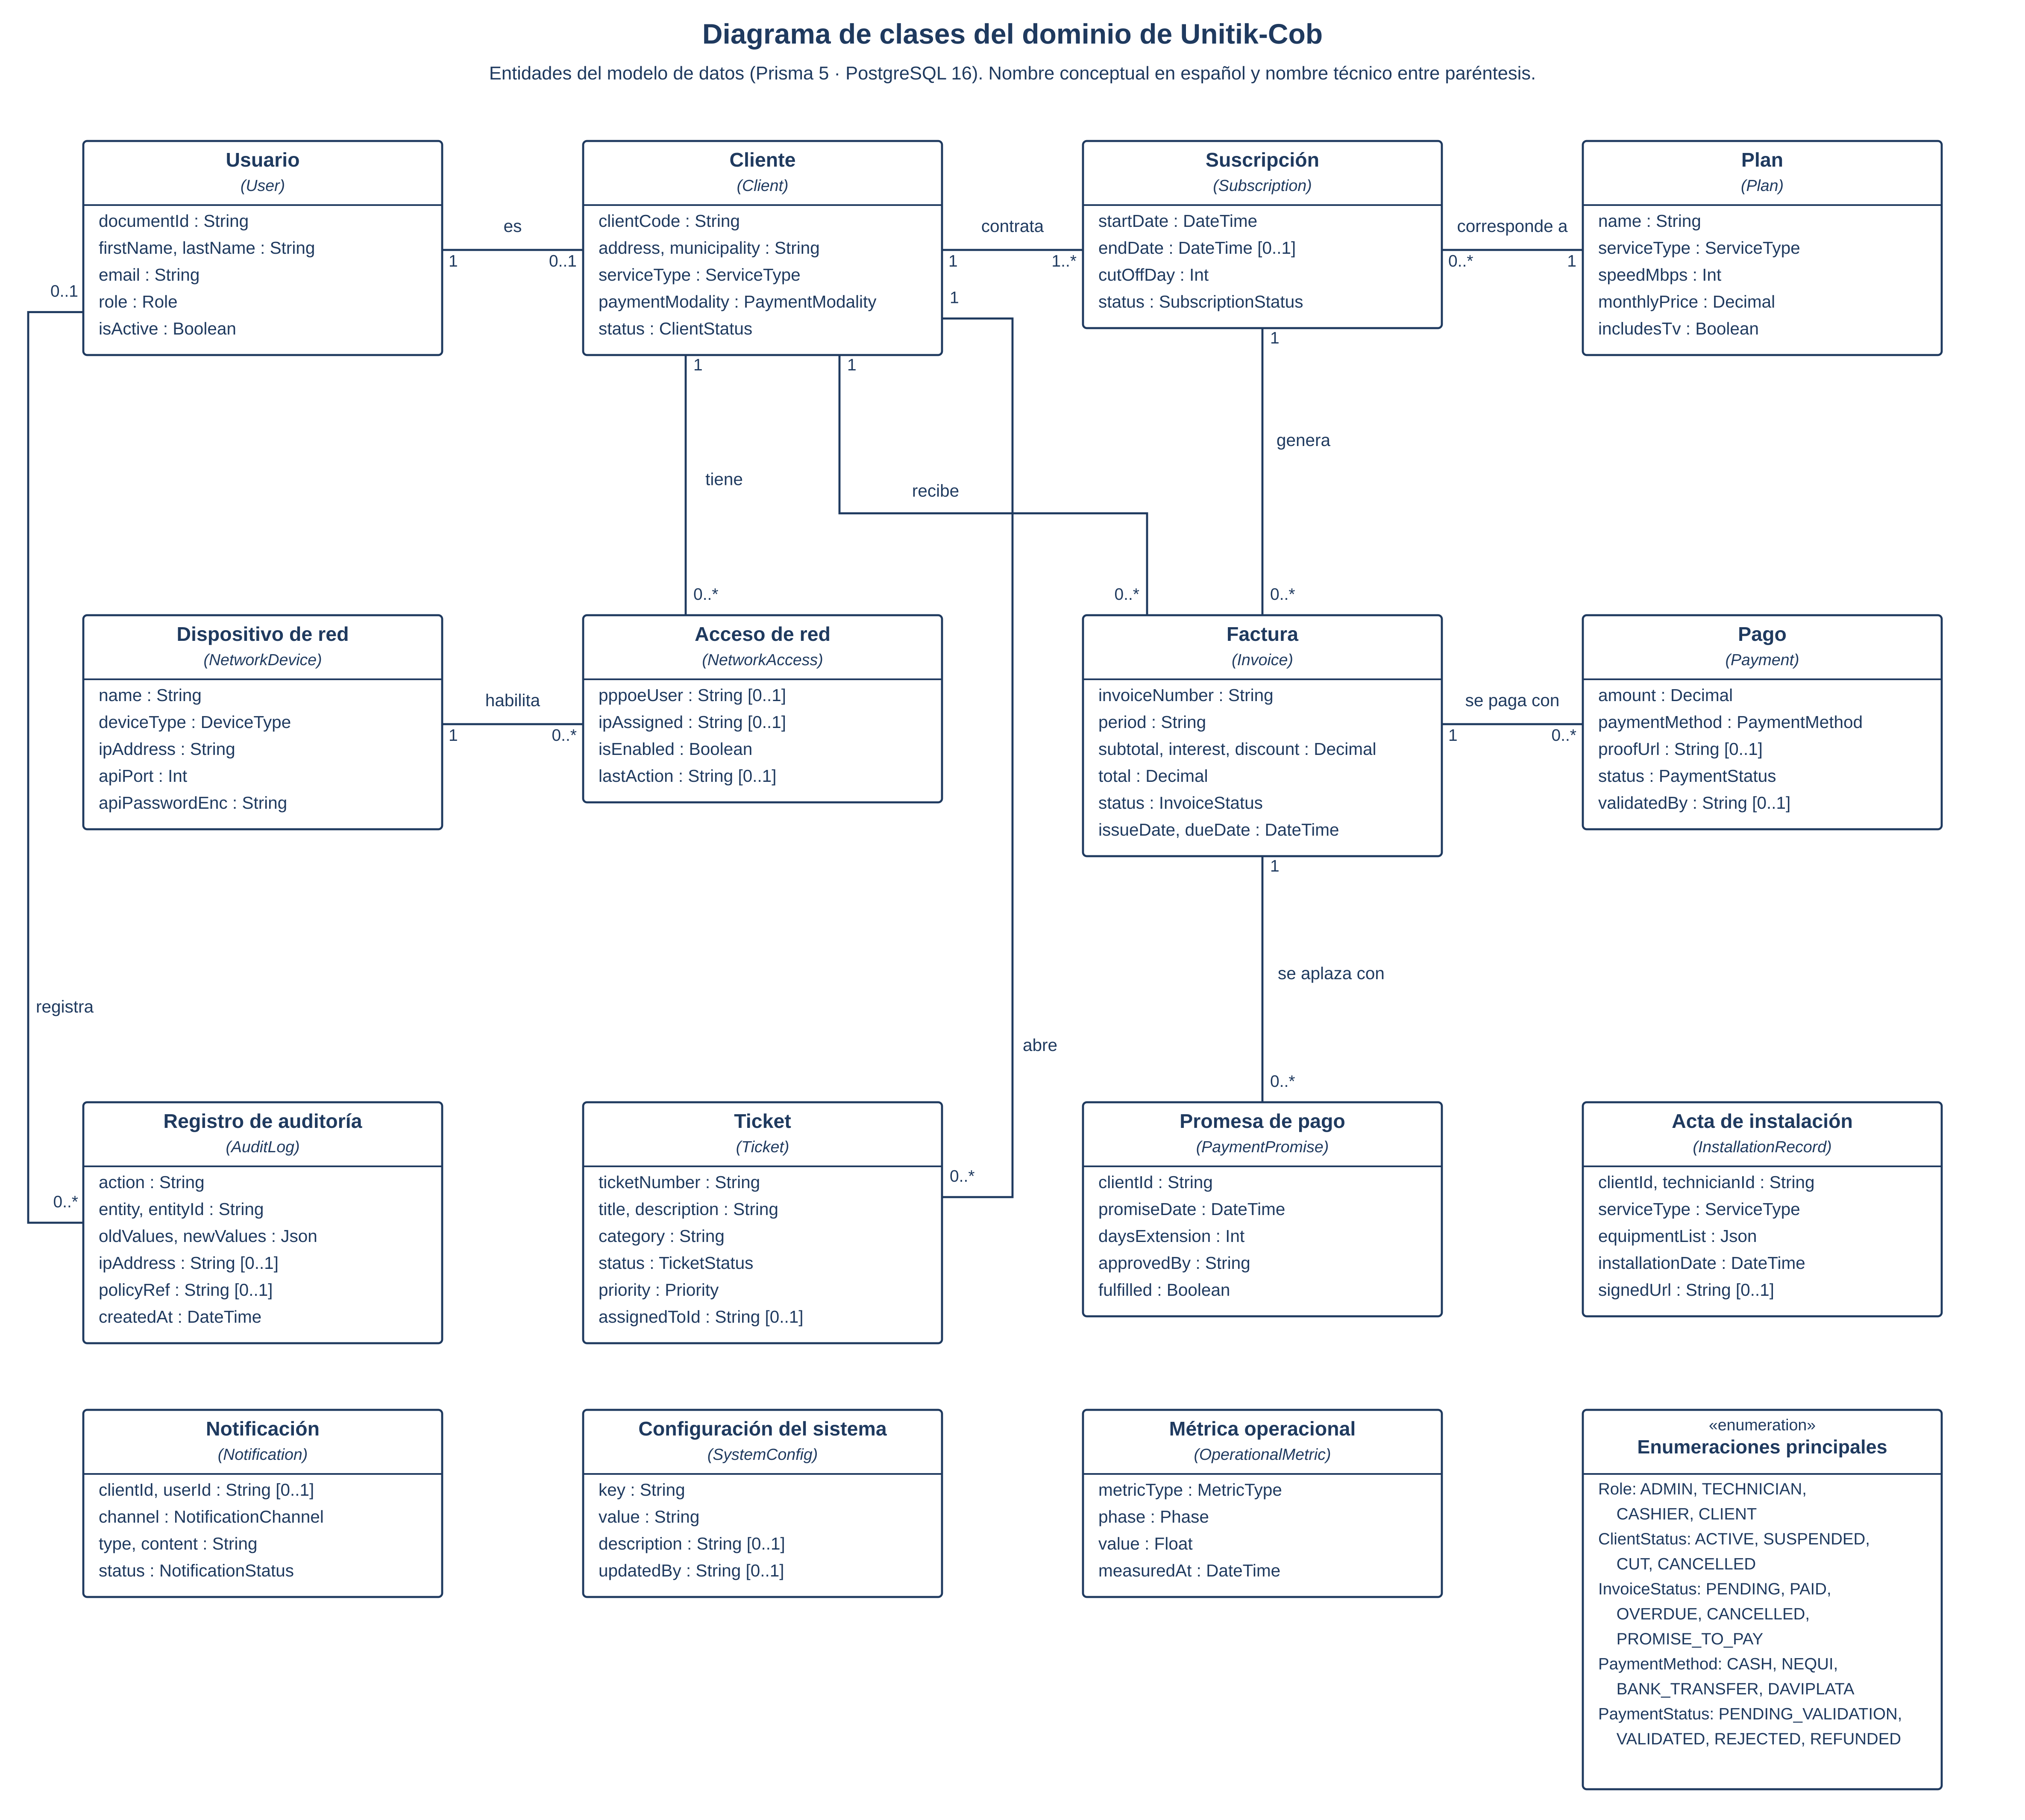 Diagrama de clases del dominio de Unitik-Cob
Entidades del modelo de datos (Prisma 5 · PostgreSQL 16). Nombre conceptual en español y nombre técnico entre paréntesis.
Usuario
(User)
documentId : String
firstName, lastName : String
email : String
role : Role
isActive : Boolean
es
1
0..1
Cliente
(Client)
clientCode : String
address, municipality : String
serviceType : ServiceType
paymentModality : PaymentModality
status : ClientStatus
contrata
1
1..*
Suscripción
(Subscription)
startDate : DateTime
endDate : DateTime [0..1]
cutOffDay : Int
status : SubscriptionStatus
corresponde a
0..*
1
Plan
(Plan)
name : String
serviceType : ServiceType
speedMbps : Int
monthlyPrice : Decimal
includesTv : Boolean
0..1
1
1
1
1
genera
tiene
recibe
0..*
0..*
0..*
Dispositivo de red
(NetworkDevice)
name : String
deviceType : DeviceType
ipAddress : String
apiPort : Int
apiPasswordEnc : String
habilita
1
0..*
Acceso de red
(NetworkAccess)
pppoeUser : String [0..1]
ipAssigned : String [0..1]
isEnabled : Boolean
lastAction : String [0..1]
Factura
(Invoice)
invoiceNumber : String
period : String
subtotal, interest, discount : Decimal
total : Decimal
status : InvoiceStatus
issueDate, dueDate : DateTime
se paga con
1
0..*
Pago
(Payment)
amount : Decimal
paymentMethod : PaymentMethod
proofUrl : String [0..1]
status : PaymentStatus
validatedBy : String [0..1]
1
se aplaza con
registra
abre
0..*
Registro de auditoría
(AuditLog)
action : String
entity, entityId : String
oldValues, newValues : Json
ipAddress : String [0..1]
policyRef : String [0..1]
createdAt : DateTime
0..*
Ticket
(Ticket)
ticketNumber : String
title, description : String
category : String
status : TicketStatus
priority : Priority
assignedToId : String [0..1]
0..*
Promesa de pago
(PaymentPromise)
clientId : String
promiseDate : DateTime
daysExtension : Int
approvedBy : String
fulfilled : Boolean
Acta de instalación
(InstallationRecord)
clientId, technicianId : String
serviceType : ServiceType
equipmentList : Json
installationDate : DateTime
signedUrl : String [0..1]
Notificación
(Notification)
clientId, userId : String [0..1]
channel : NotificationChannel
type, content : String
status : NotificationStatus
Configuración del sistema
(SystemConfig)
key : String
value : String
description : String [0..1]
updatedBy : String [0..1]
Métrica operacional
(OperationalMetric)
metricType : MetricType
phase : Phase
value : Float
measuredAt : DateTime
«enumeration»
Enumeraciones principales
Role: ADMIN, TECHNICIAN,
CASHIER, CLIENT
ClientStatus: ACTIVE, SUSPENDED,
CUT, CANCELLED
InvoiceStatus: PENDING, PAID,
OVERDUE, CANCELLED,
PROMISE_TO_PAY
PaymentMethod: CASH, NEQUI,
BANK_TRANSFER, DAVIPLATA
PaymentStatus: PENDING_VALIDATION,
VALIDATED, REJECTED, REFUNDED